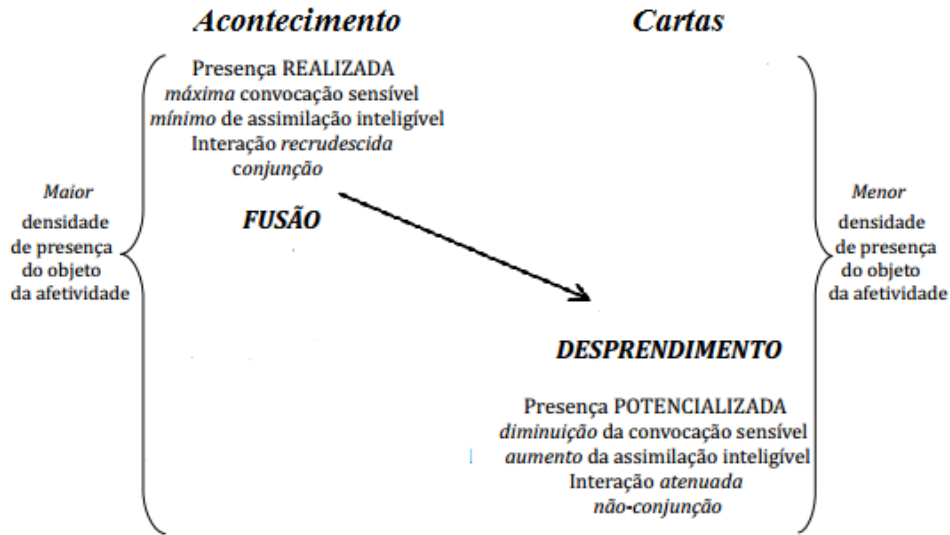 Acontecimento
Cartas
Presença REALIZADA
máxima convocação sensível
mínimo de assimilação inteligível
Interação recrudescida
conjunção
FUSÃO
Maior
densidade
de presença
do objeto
da afetividade
Menor
densidade
de presença
do objeto
da afetividade
DESPRENDIMENTO
Presença POTENCIALIZADA
diminuição da convocação sensível
aumento da assimilação inteligível
Interação atenuada
não-conjunção